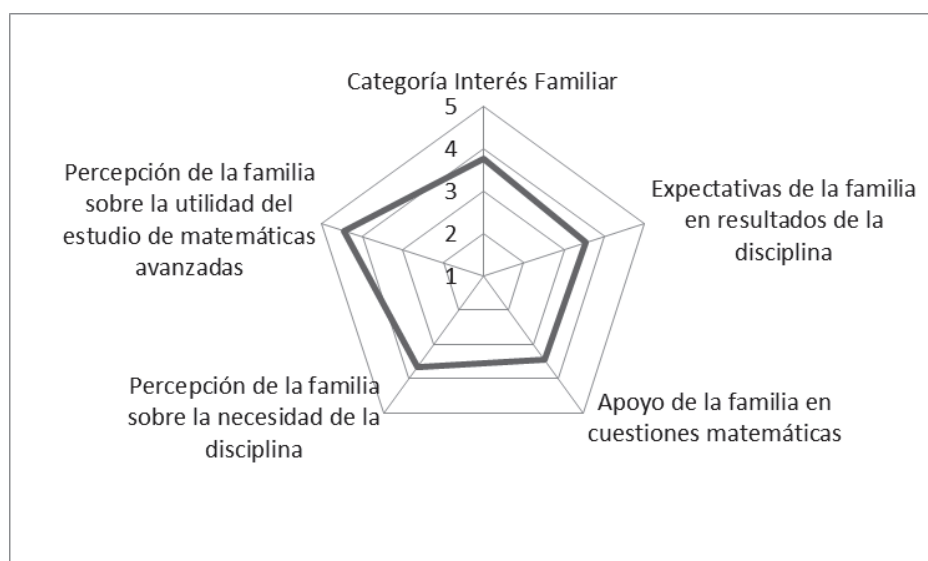 Categoría Interés Familiar
5
4
3
2
1
Expectativas de la familia
en resultados de la
disciplina
Apoyo de la familia en
cuestiones matemáticas
Percepción de la familia
sobre la necesidad de la
disciplina
Percepción de la familia
sobre la utilidad del
estudio de matemáticas
avanzadas